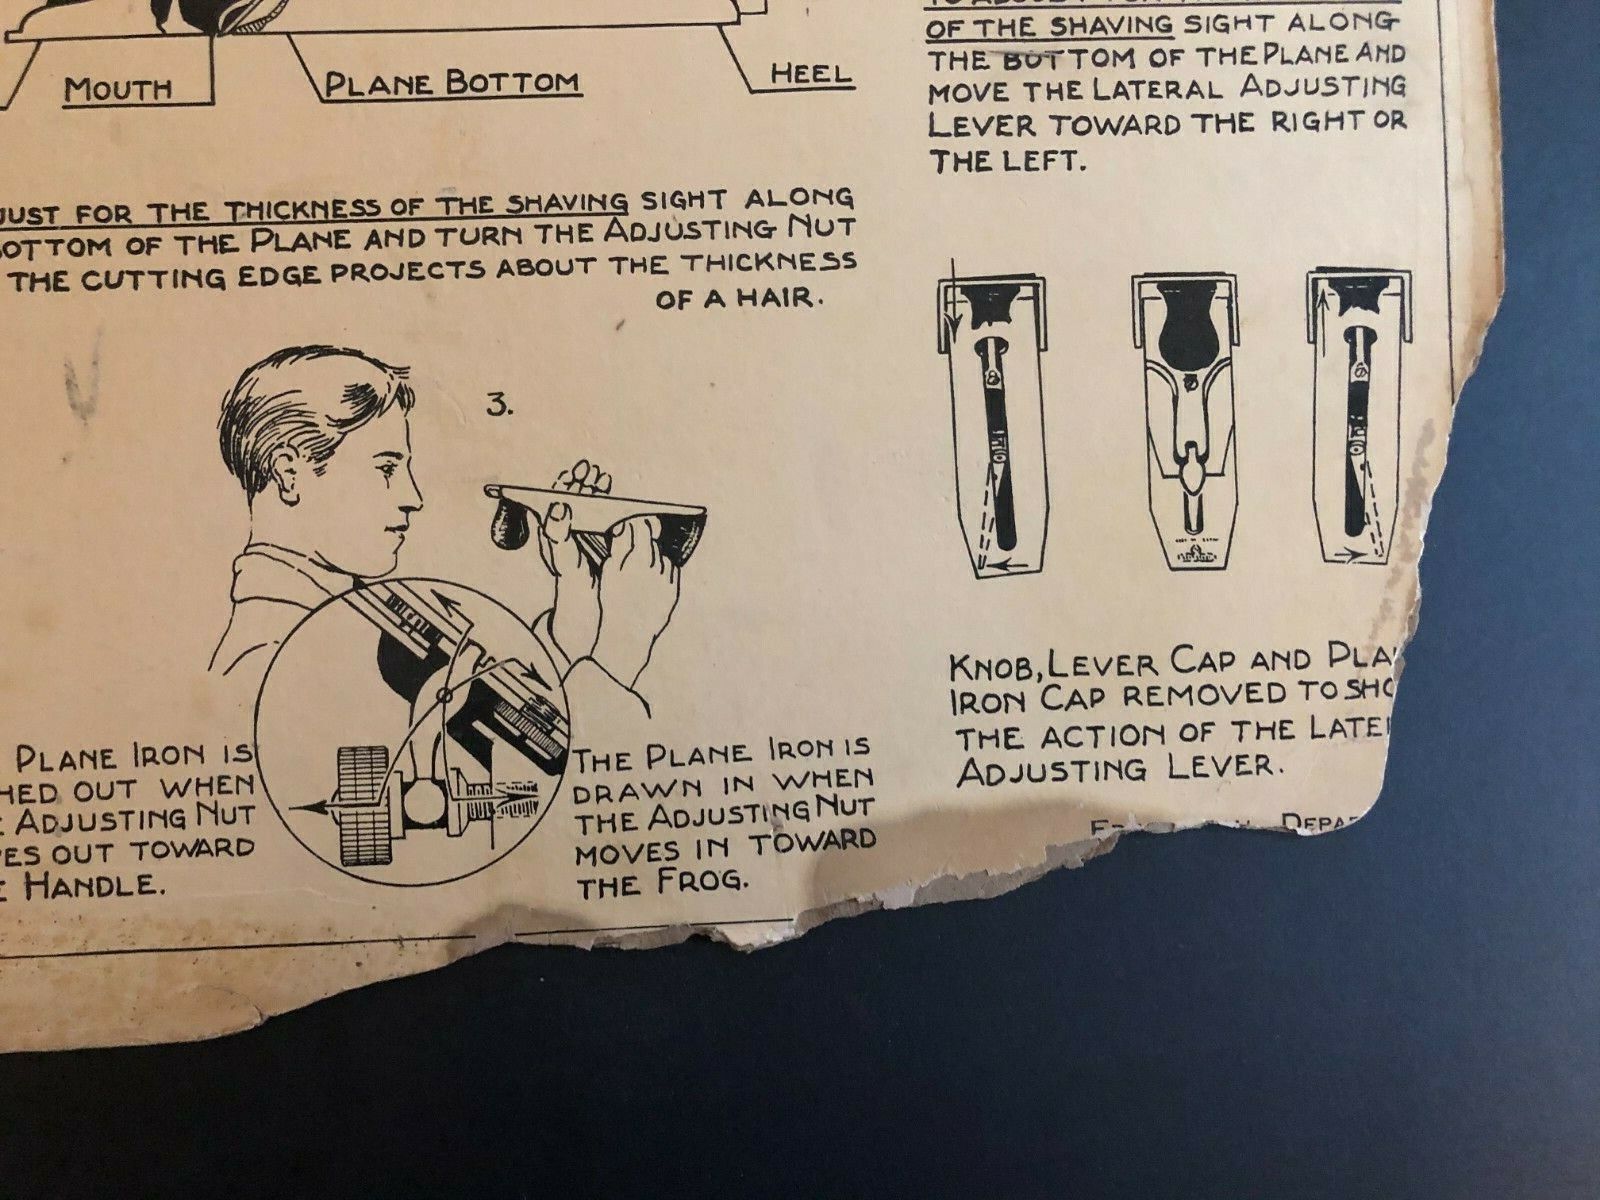 MOUTH
PLANE BOTTOM
HEEL
OF THE SHAVING SIGHT ALONG
THE BOTTOM OF THE PLANE AND
MOVE THE LATERAL ADJUSTING
LEVER TOWARD THE RIGHT OR
THE LEFT.
JUST FOR THE THICKNESS OF THE SHAVING SIGHT ALONG
OTTOM OF THE PLANE AND TURN THE ADJUSTING NUT
THE CUTTING EDGE PROJECTS ABOUT THE THICKNESS
OF A HAIR.
3.
PLANE IRON IS
HED OUT WHEN
E ADJUSTING NUT
ES OUT TOWARD
E HANDLE.
THE PLANE IRON IS
DRAWN IN WHEN
THE ADJUSTING NUT
MOVES IN TOWARD
THE FROG.
KNOB, LEVER CAP AND PLA
IRON CAP REMOVED TO SHO
THE ACTION OF THE LATE
ADJUSTING LEVER.
DEPA